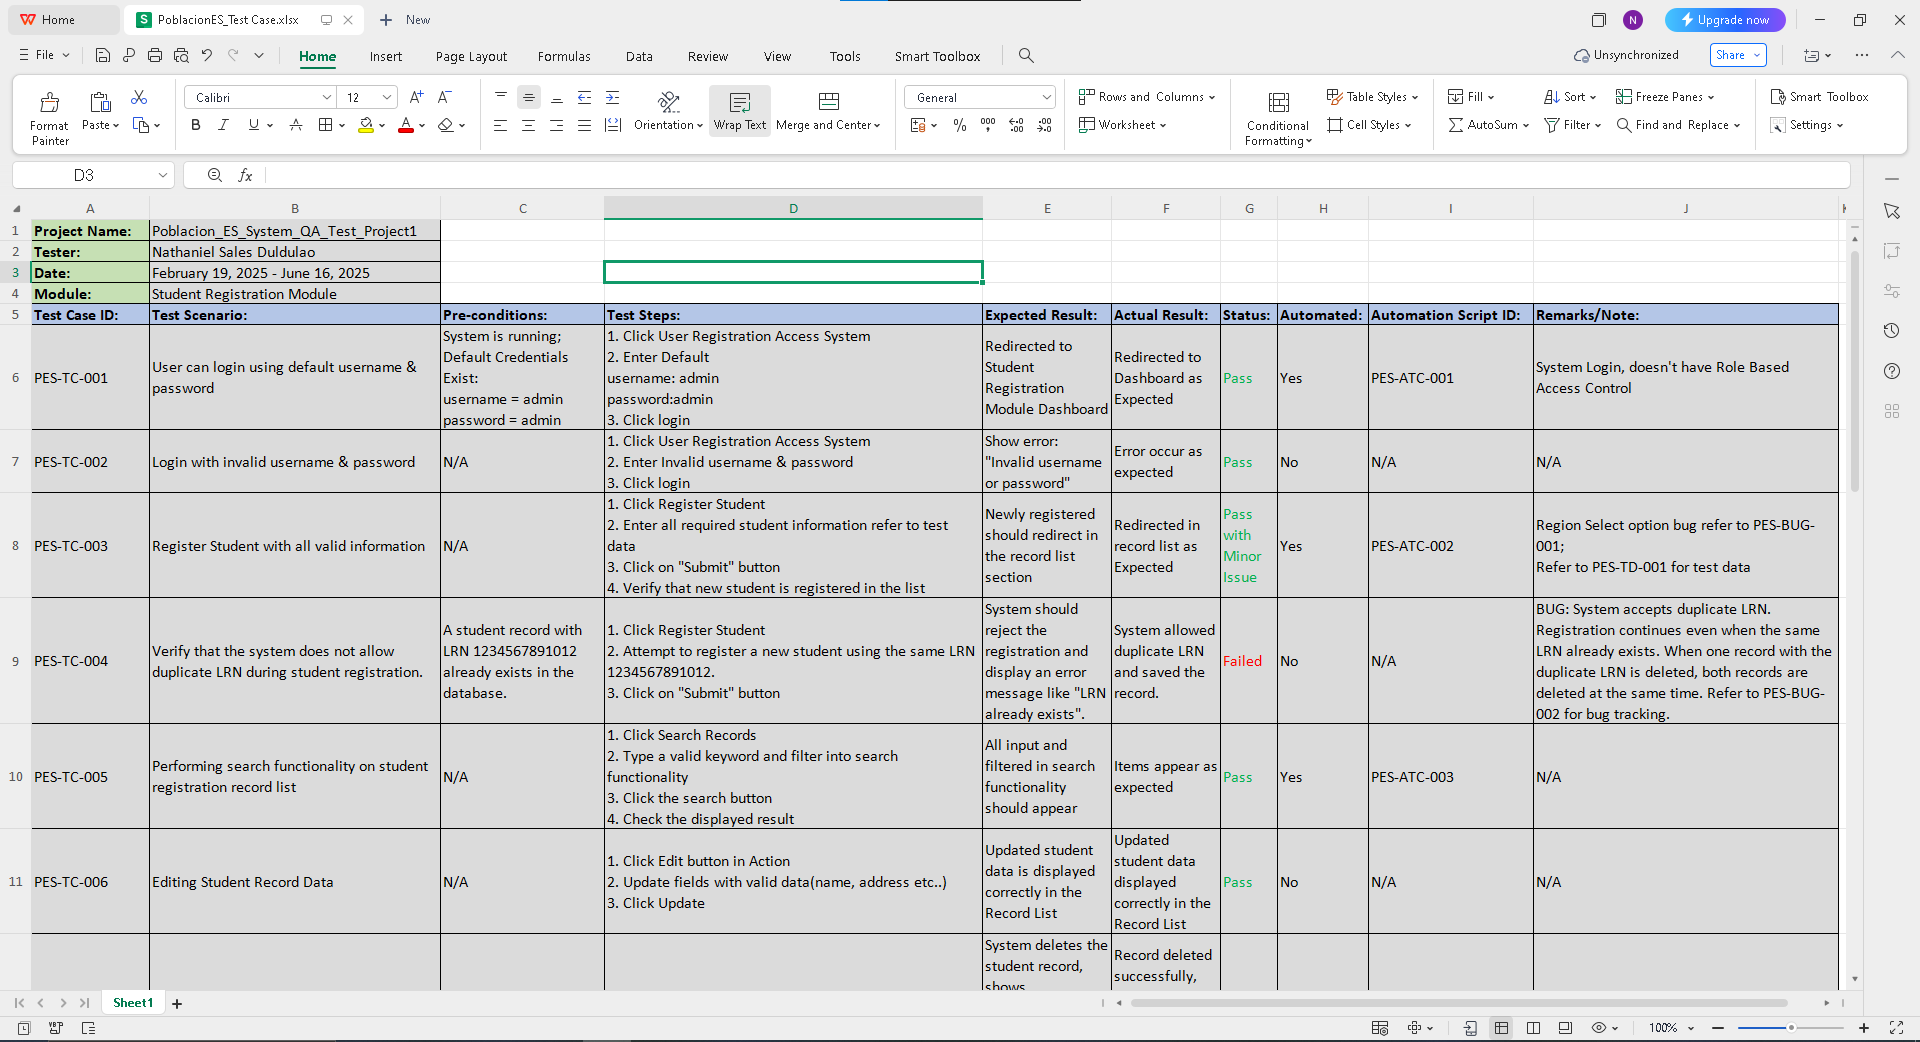 Home
PoblacionES_Test Case.xlsx
New
N
Upgrade now
File
Home
Insert
Page Layout
Formulas
Data
Review
View
Tools
Smart Toolbox
Unsynchronized
Share
Format Painter
Paste
Calibri
12
Orientation
Wrap Text
Merge and Center
General
Rows and Columns
Worksheet
Conditional Formatting
Table Styles
Cell Styles
Fill
AutoSum
Sort
Filter
Freeze Panes
Find and Replace
Smart Toolbox
Settings
D3
fx
A B C D E F G H I J
1 Project Name: Poblacion_ES_System_QA_Test_Project1
2 Tester: Nathaniel Sales Duldulao
3 Date: February 19, 2025 - June 16, 2025
4 Module: Student Registration Module
5 Test Case ID: Test Scenario: Pre-conditions: Test Steps: Expected Result: Actual Result: Status: Automated: Automation Script ID: Remarks/Note:
6 PES-TC-001
User can login using default username &
password
System is running;
Default Credentials
Exist:
username = admin
password = admin
1. Click User Registration Access System
2. Enter Default
username: admin
password:admin
3. Click login
Redirected to
Student
Registration
Module Dashboard
Redirected to
Dashboard as
Expected
Pass
Yes
PES-ATC-001
System Login, doesn't have Role Based
Access Control
7 PES-TC-002
Login with invalid username & password
N/A
1. Click User Registration Access System
2. Enter Invalid username & password
3. Click login
Show error:
"Invalid username
or password"
Error occur as
expected
Pass
No
N/A
N/A
8 PES-TC-003
Register Student with all valid information
N/A
1. Click Register Student
2. Enter all required student information refer to test
data
3. Click on "Submit" button
4. Verify that new student is registered in the list
Newly registered
should redirect in
the record list
section
Redirected in
record list as
Expected
Pass
with
Minor
Issue
Yes
PES-ATC-002
Region Select option bug refer to PES-BUG-
001;
Refer to PES-TD-001 for test data
9 PES-TC-004
Verify that the system does not allow
duplicate LRN during student registration.
A student record with
LRN 1234567891012
already exists in the
database.
1. Click Register Student
2. Attempt to register a new student using the same LRN
1234567891012.
3. Click on "Submit" button
System should
reject the
registration and
display an error
message like "LRN
already exists".
System allowed
duplicate LRN
and saved the
record.
Failed
No
N/A
BUG: System accepts duplicate LRN.
Registration continues even when the same
LRN already exists. When one record with the
duplicate LRN is deleted, both records are
deleted at the same time. Refer to PES-BUG-
002 for bug tracking.
10 PES-TC-005
Performing search functionality on student
registration record list
N/A
1. Click Search Records
2. Type a valid keyword and filter into search
functionality
3. Click the search button
4. Check the displayed result
All input and
filtered in search
functionality
should appear
Items appear as
expected
Pass
Yes
PES-ATC-003
N/A
11 PES-TC-006
Editing Student Record Data
N/A
1. Click Edit button in Action
2. Update fields with valid data(name, address etc..)
3. Click Update
Updated student
data is displayed
correctly in the
Record List
Updated
student data
displayed
correctly in the
Record List
Pass
No
N/A
N/A
System deletes the
student record,
shows
Record deleted
successfully,
Sheet1
100%